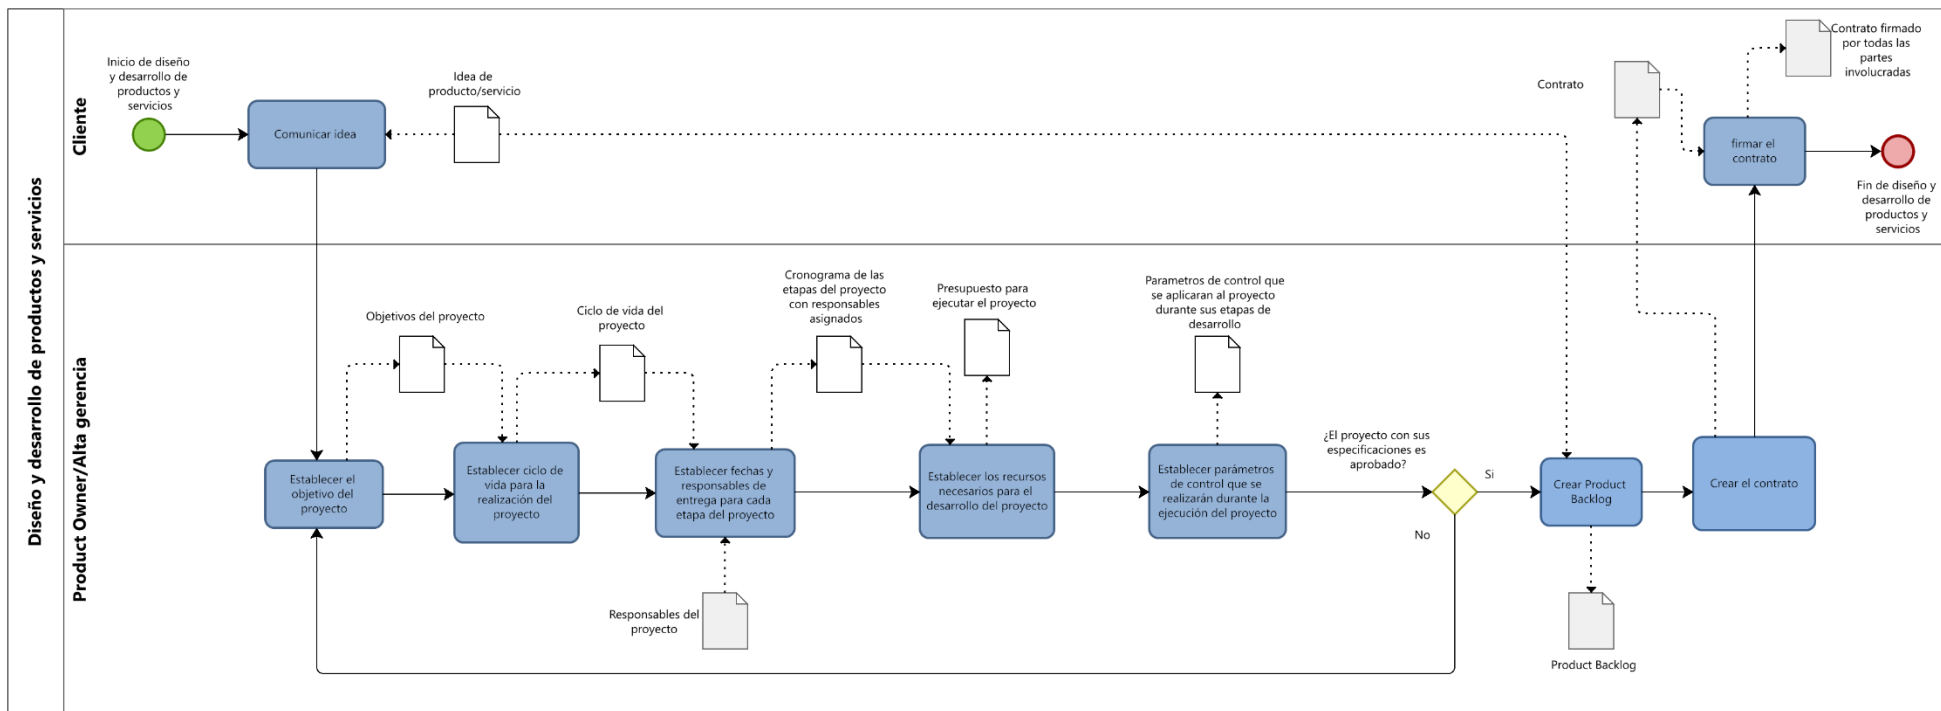 Diseño y desarrollo de productos y servicios
Cliente
Inicio de diseño
y desarrollo de
productos y
servicios
Comunicar idea
Idea de
producto/servicio
Contrato
Contrato firmado
por todas las
partes
involucradas
firmar el
contrato
Fin de diseño y
desarrollo de
productos y
servicios
Product Owner/Alta gerencia
Objetivos del proyecto
Ciclo de vida del
proyecto
Cronograma de las
etapas del proyecto
con responsables
asignados
Presupuesto para
ejecutar el proyecto
Parametros de control que
se aplicaran al proyecto
durante sus etapas de
desarrollo
Establecer el
objetivo del
proyecto
Establecer ciclo de
vida para la
realización del
proyecto
Establecer fechas y
responsables de
entrega para cada
etapa del proyecto
Establecer los recursos
necesarios para el
desarrollo del proyecto
Establecer parámetros
de control que se
realizarán durante la
ejecución del proyecto
¿El proyecto con sus
especificaciones es
aprobado?
Si
No
Crear Product
Backlog
Crear el contrato
Responsables del
proyecto
Product Backlog